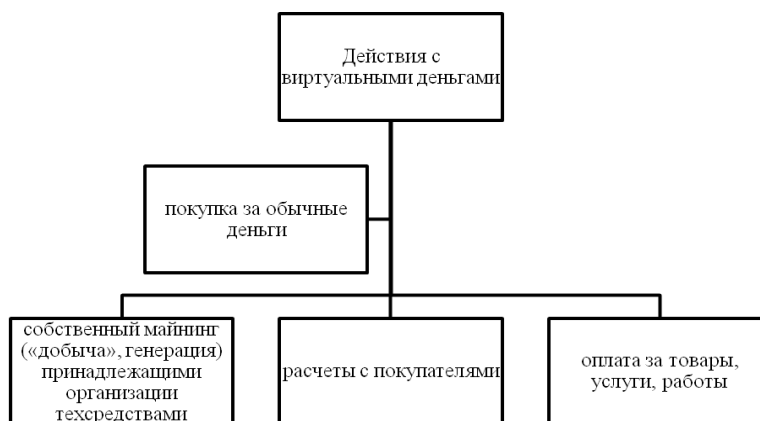 Действия с
виртуальными деньгами
покупка за обычные
деньги
собственный майнинг
(«добыча», генерация)
принадлежащими
организации
техсредствами
расчеты с покупателями
оплата за товары,
услуги, работы